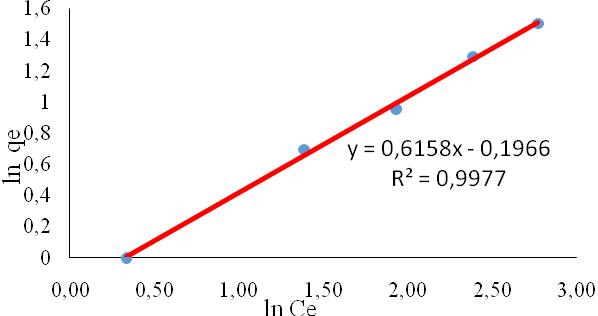 1,6
1,4
1,2
1
0,8
0,6
0,4
0,2
0
ln qe
y = 0,6158x - 0,1966
R² = 0,9977
0,00 0,50 1,00 1,50 2,00 2,50 3,00
ln Ce